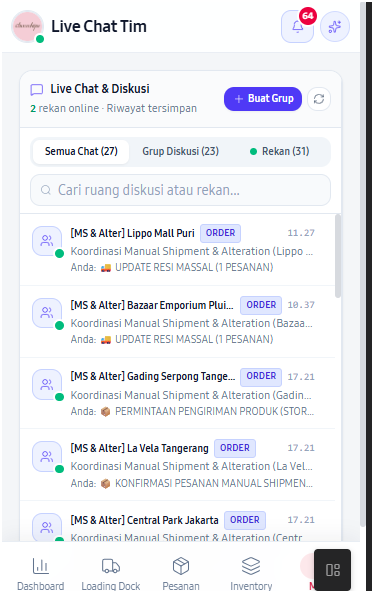 Live Chat Tim
64
Live Chat & Diskusi
2 rekan online · Riwayat tersimpan
+ Buat Grup
Semua Chat (27)
Grup Diskusi (23)
Rekan (31)
Cari ruang diskusi atau rekan...
[MS & Alter] Lippo Mall Puri ORDER 11.27
Koordinasi Manual Shipment & Alteration (Lippo ...
Anda: 🚚 UPDATE RESI MASSAL (1 PESANAN)
[MS & Alter] Bazaar Emporium Plui... ORDER 10.37
Koordinasi Manual Shipment & Alteration (Bazaa...
Anda: 🚚 UPDATE RESI MASSAL (1 PESANAN)
[MS & Alter] Gading Serpong Tange... ORDER 17.21
Koordinasi Manual Shipment & Alteration (Gadin...
Anda: 📦 PERMINTAAN PENGIRIMAN PRODUK (STOR...
[MS & Alter] La Vela Tangerang ORDER 17.21
Koordinasi Manual Shipment & Alteration (La Vel...
Anda: 📦 KONFIRMASI PESANAN MANUAL SHIPMEN...
[MS & Alter] Central Park Jakarta ORDER 17.21
Koordinasi Manual Shipment & Alteration (Centr...
Dashboard
Loading Dock
Pesanan
Inventory